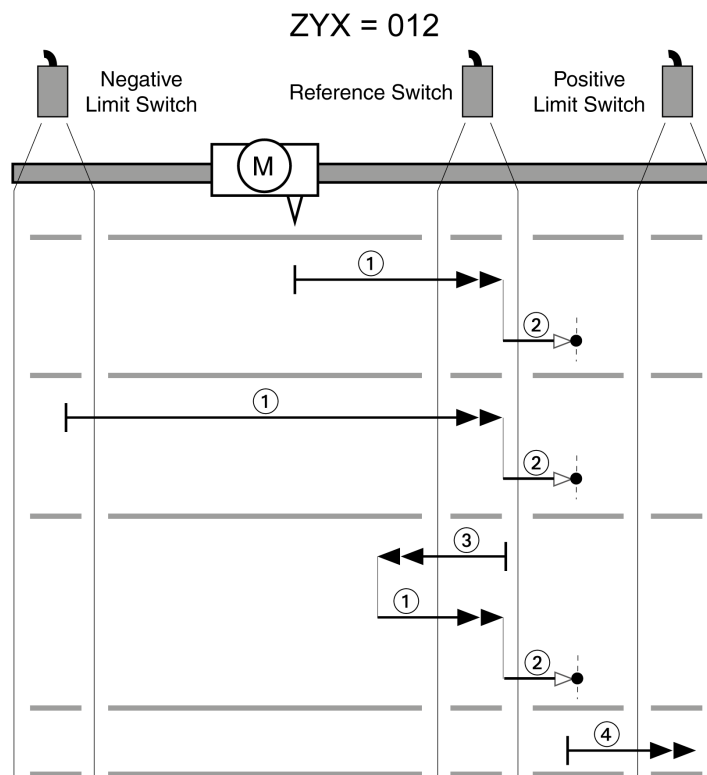 ZYX = 012
Negative
Limit Switch
Reference Switch
Positive
Limit Switch
M
1
2
1
2
3
1
2
4